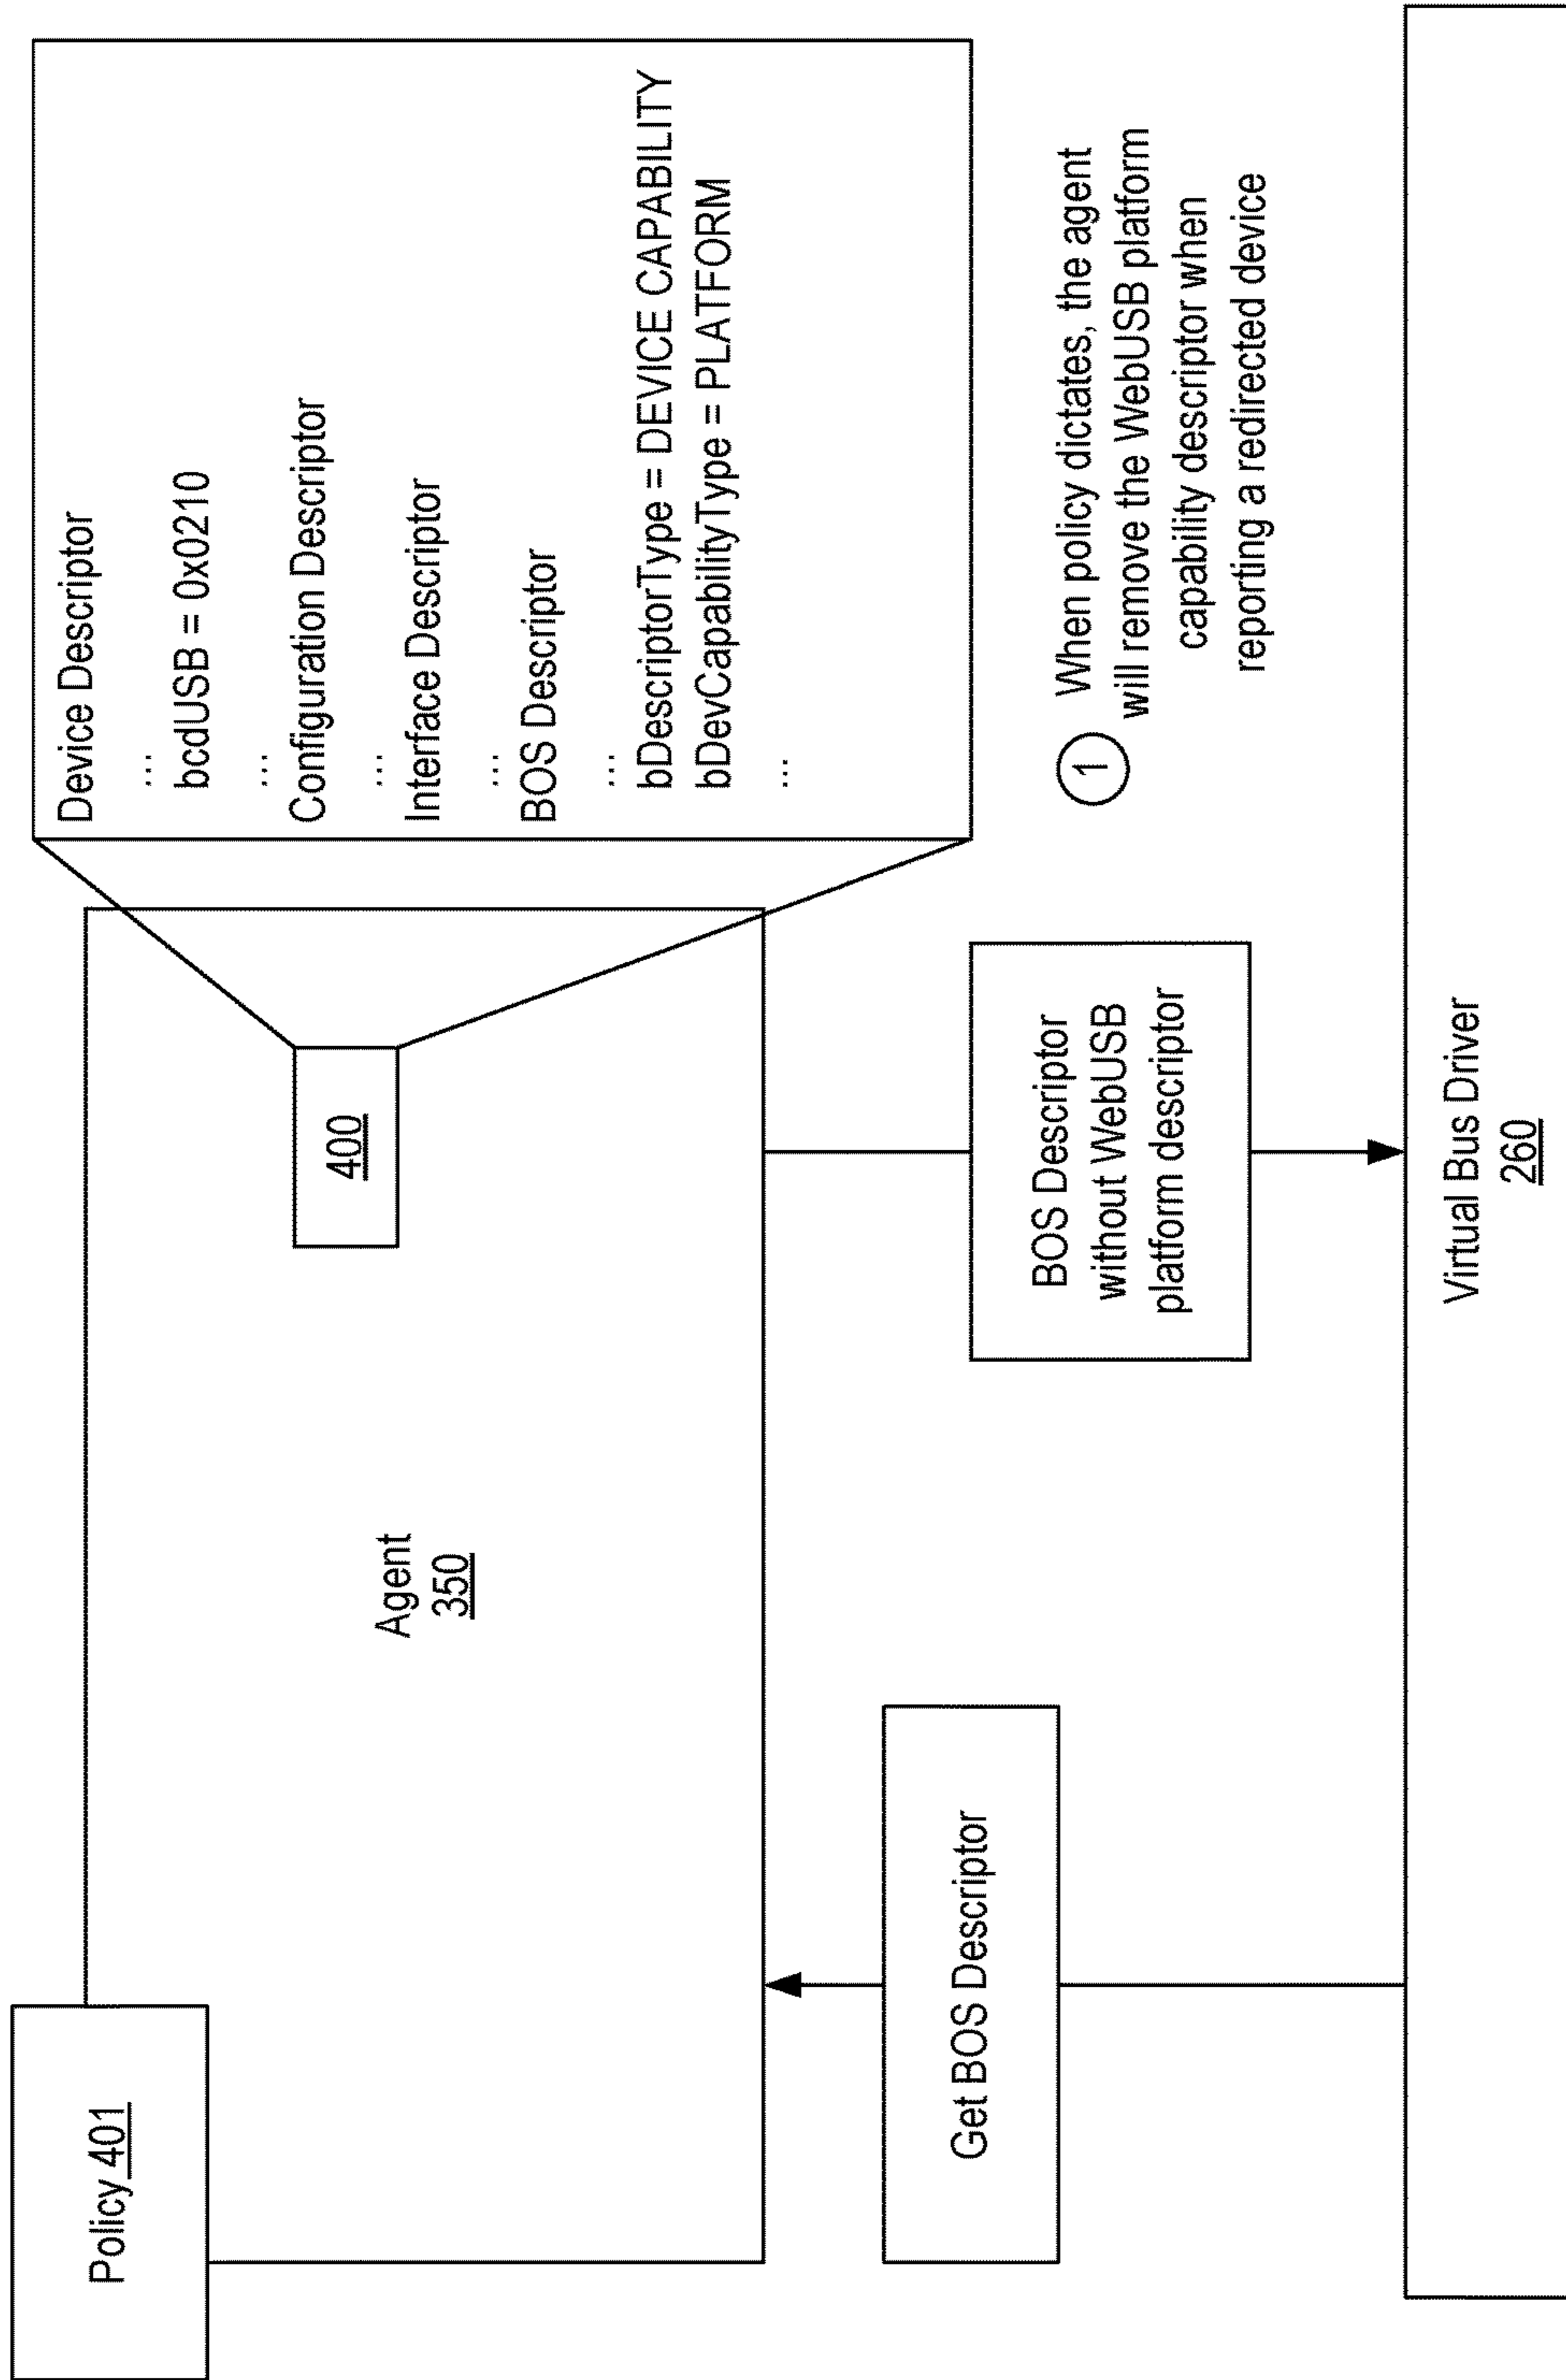 Policy 401
Agent
350
400
Device Descriptor
...
bcdUSB = 0x0210
...
Configuration Descriptor
...
Interface Descriptor
...
BOS Descriptor
...
bDescriptorType = DEVICE CAPABILITY
bDevCapabilityType = PLATFORM
...
Get BOS Descriptor
BOS Descriptor
without WebUSB
platform descriptor
1 When policy dictates, the agent
will remove the WebUSB platform
capability descriptor when
reporting a redirected device
Virtual Bus Driver
260